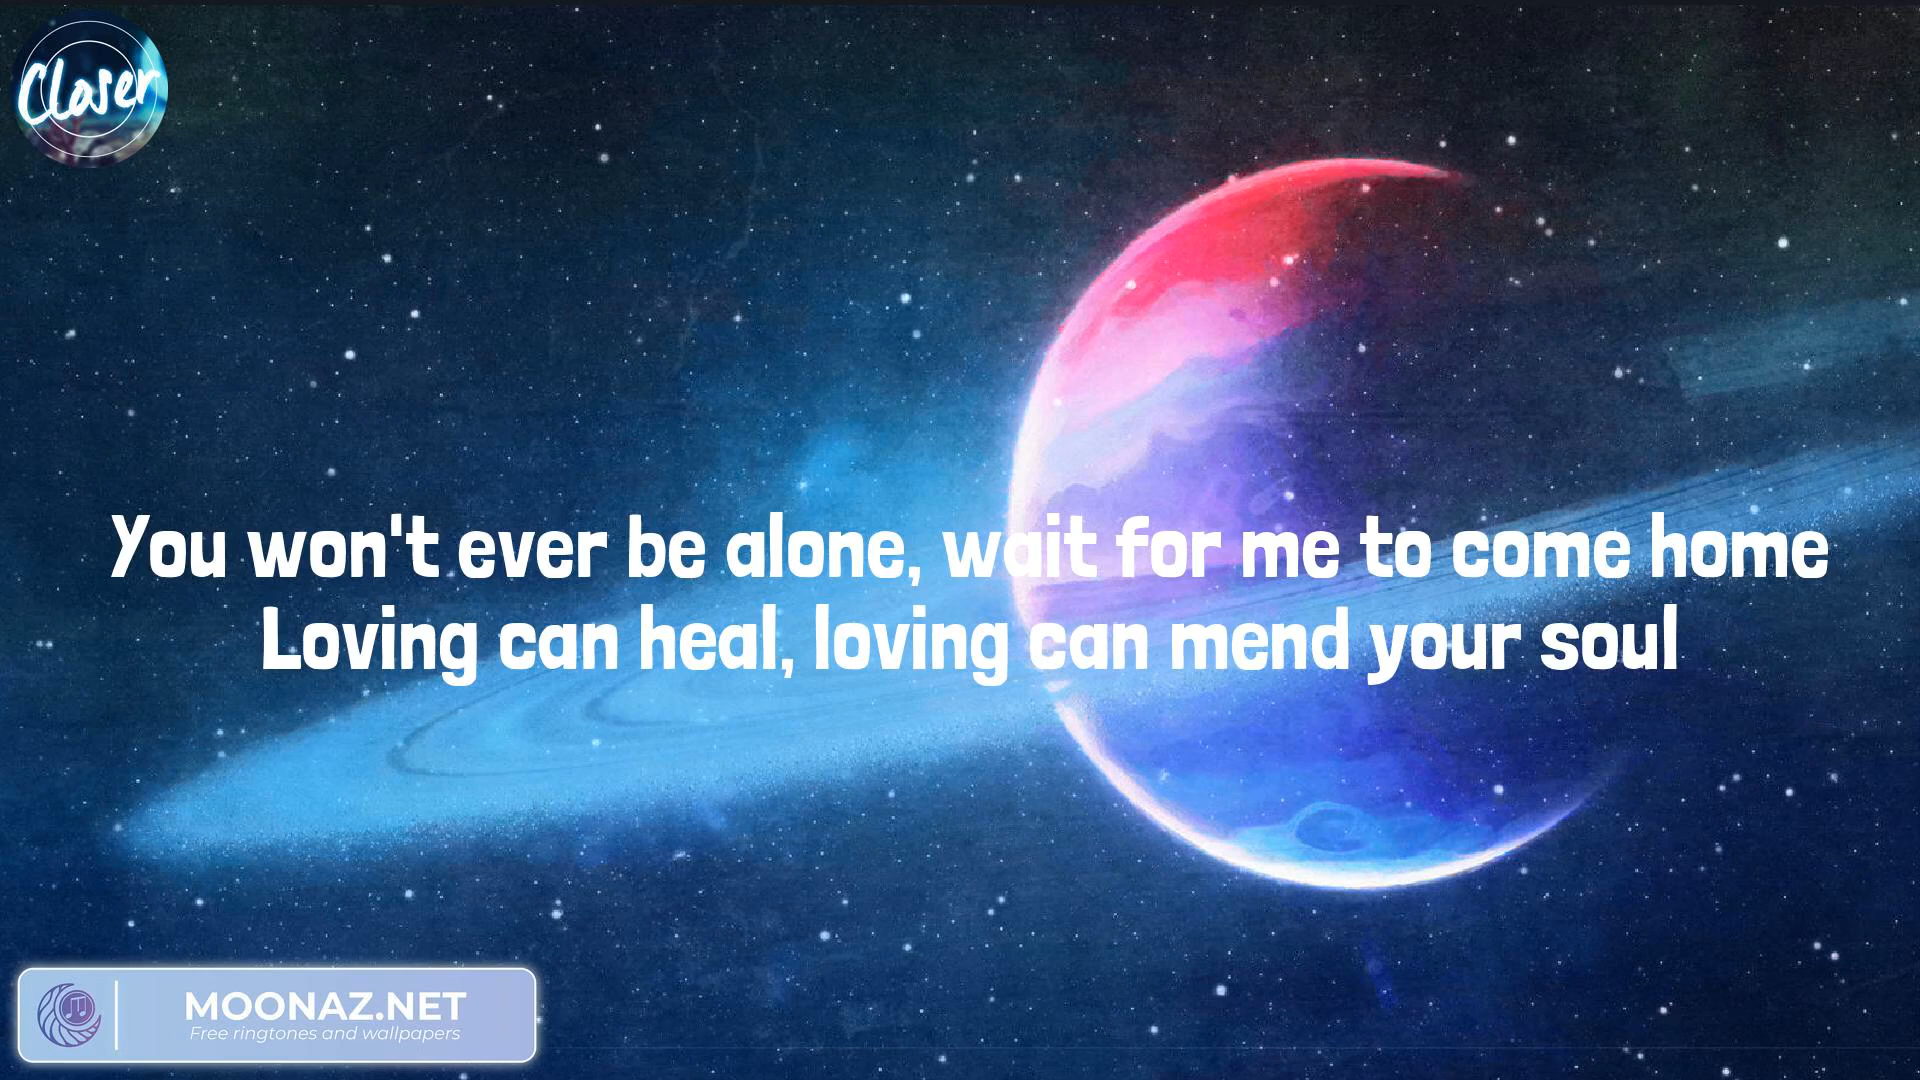 Closer
You won't ever be alone, wait for me to come home
Loving can heal, loving can mend your soul
MOONAZ.NET
Free ringtones and wallpapers